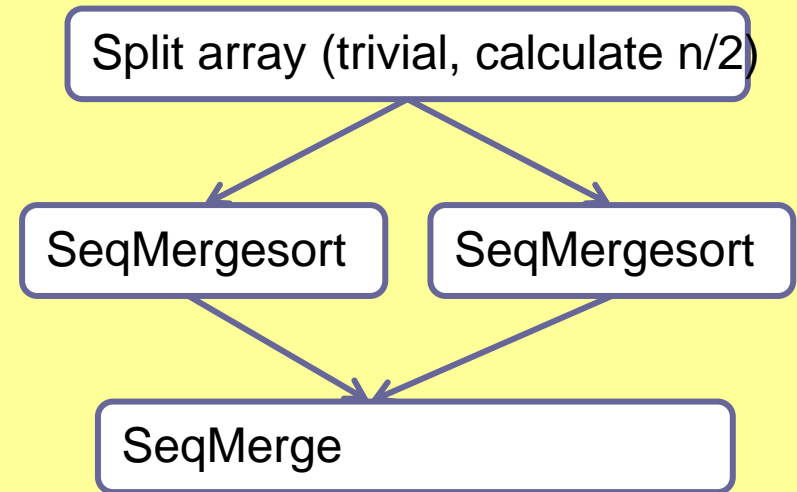 Split array (trivial, calculate n/2)
SeqMergesort
SeqMergesort
SeqMerge